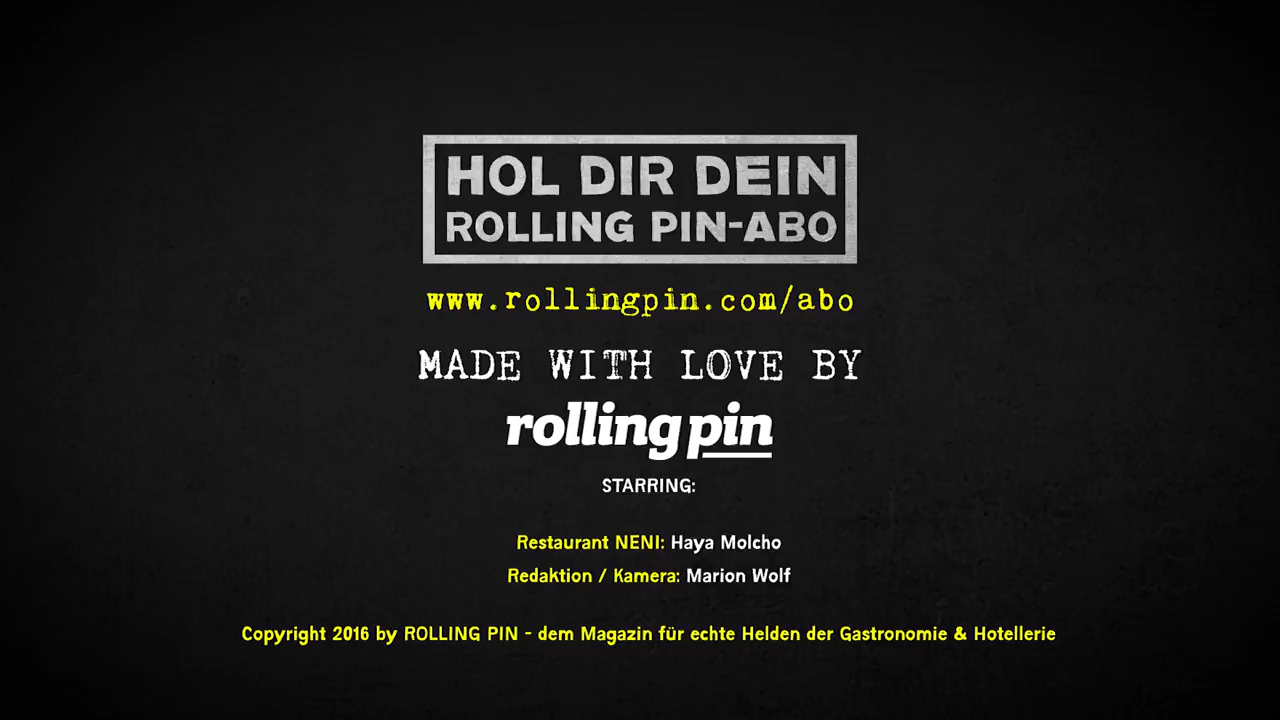 HOL DIR DEIN
ROLLING PIN-ABO
www.rollingpin.com/abo
MADE WITH LOVE BY
rolling pin
STARRING:
Restaurant NENI: Haya Molcho
Redaktion / Kamera: Marion Wolf
Copyright 2016 by ROLLING PIN - dem Magazin für echte Helden der Gastronomie & Hotellerie